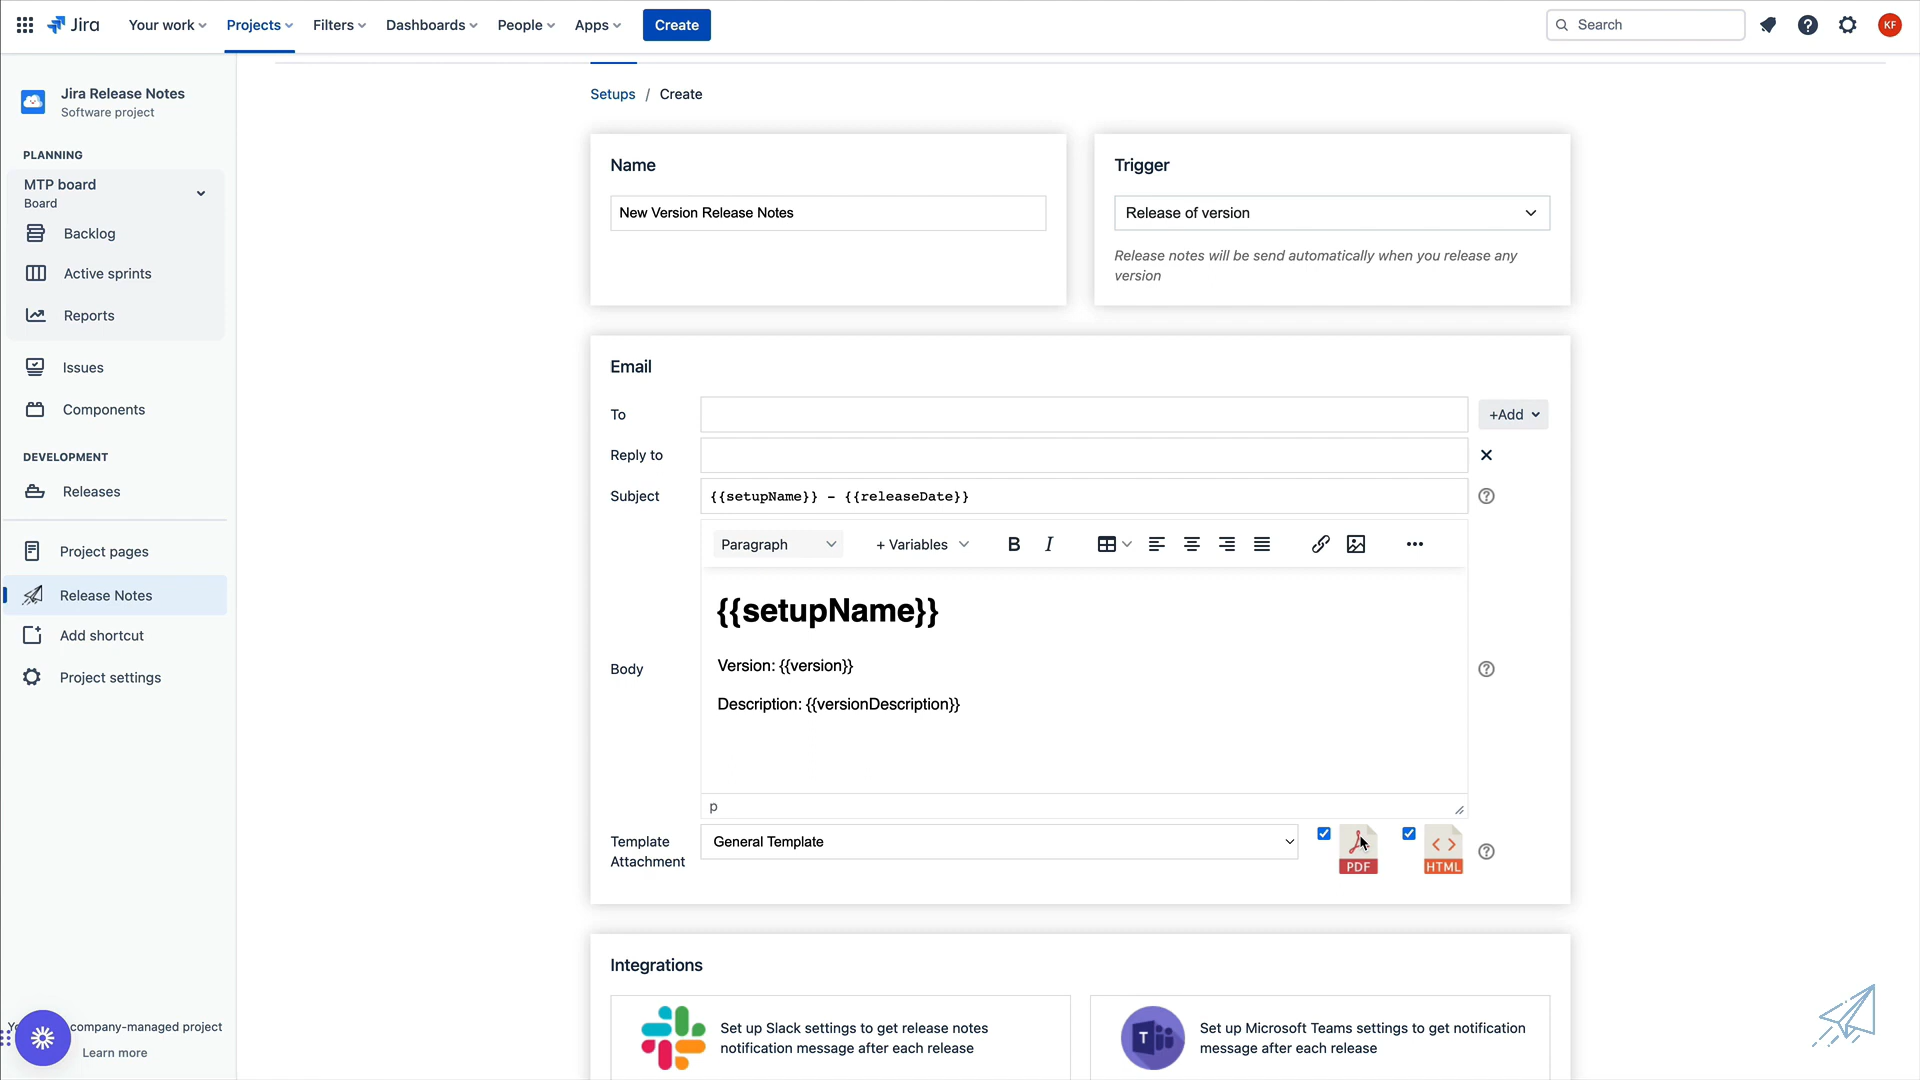 Jira
Your work
Projects
Filters
Dashboards
People
Apps
Create
Search
KF
Jira Release Notes
Software project
PLANNING
MTP board
Board
Backlog
Active sprints
Reports
Issues
Components
DEVELOPMENT
Releases
Project pages
Release Notes
Add shortcut
Project settings
company-managed project
Learn more
Setups / Create
Name
New Version Release Notes
Trigger
Release of version
Release notes will be send automatically when you release any
version
Email
To
+Add
Reply to
Subject
{{setupName}} - {{releaseDate}}
Paragraph
+ Variables
B
I
Body
{{setupName}}
Version: {{version}}
Description: {{versionDescription}}
p
Template
Attachment
General Template
PDF
HTML
Integrations
Set up Slack settings to get release notes
notification message after each release
T
Set up Microsoft Teams settings to get notification
message after each release